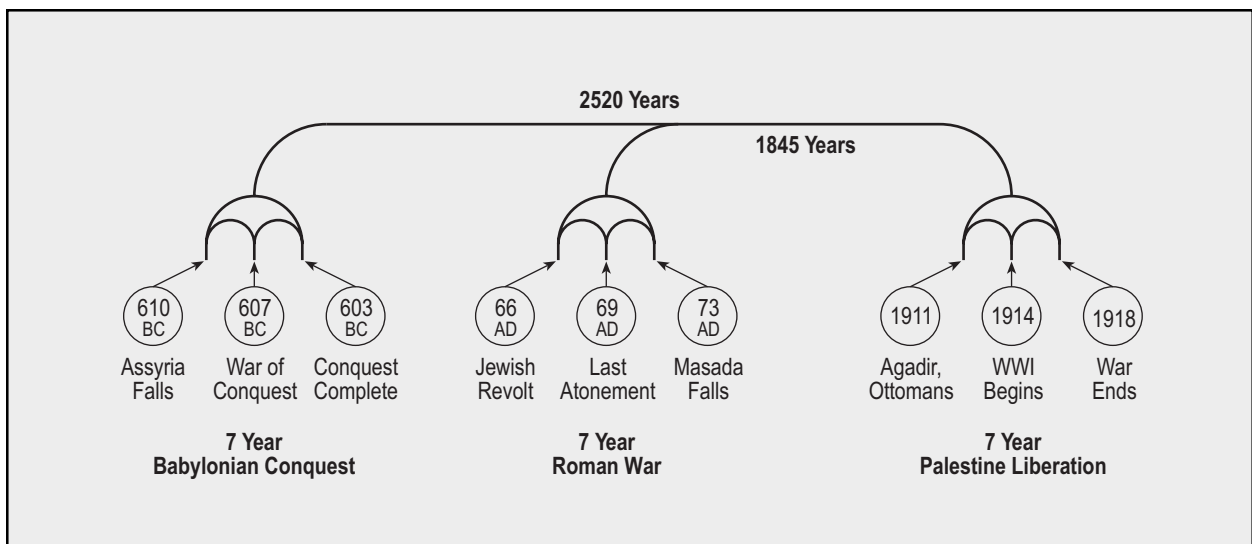 2520 Years
1845 Years
610
BC
607
BC
603
BC
66
AD
69
AD
73
AD
1911
1914
1918
Assyria
Falls
War of
Conquest
Conquest
Complete
Jewish
Revolt
Last
Atonement
Masada
Falls
Agadir,
Ottomans
WWI
Begins
War
Ends
7 Year
Babylonian Conquest
7 Year
Roman War
7 Year
Palestine Liberation